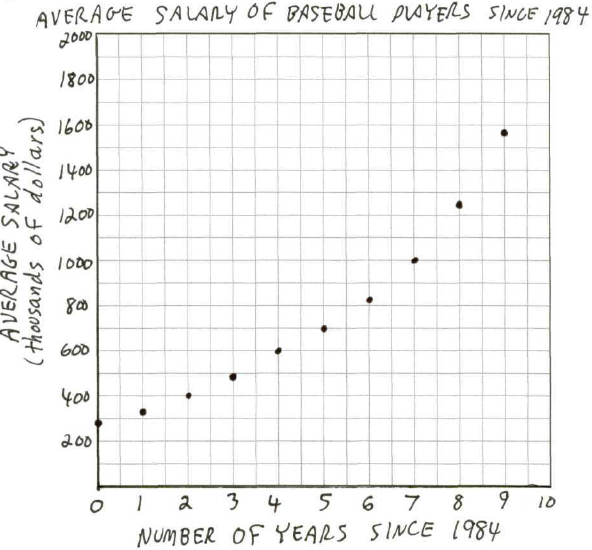 AVERAGE SALARY OF BASEBALL PLAYERS SINCE 1984
2000
1800
1600
1400
1200
1000
800
600
400
200
AVERAGE SALARY
(thousands of dollars)
0 1 2 3 4 5 6 7 8 9 10
NUMBER OF YEARS SINCE 1984